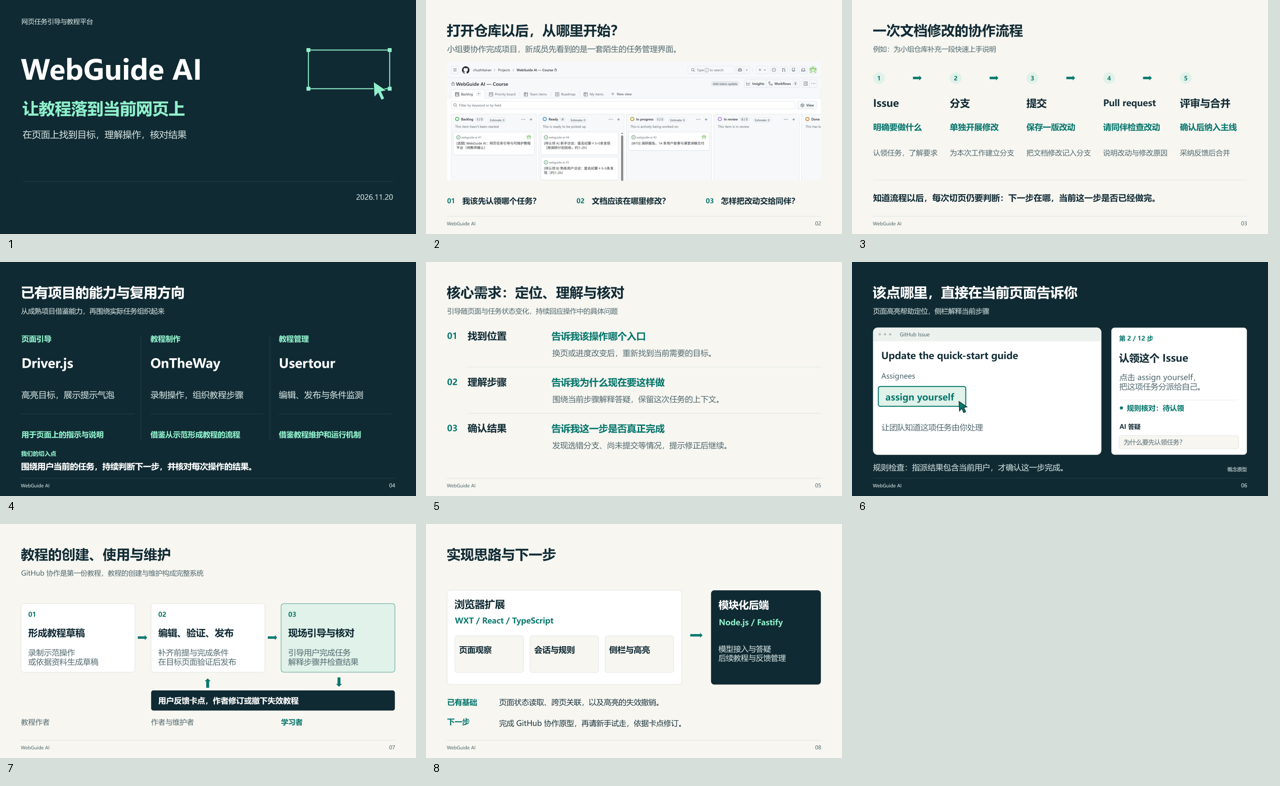 网页任务引导与教程平台
WebGuide AI
让教程落到当前网页上
在页面上找到目标，理解操作，核对结果
2026.11.20
1
打开仓库以后，从哪里开始？
小组要协作完成项目，新成员先看到的是一套陌生的任务管理界面。
WebGuide AI — Course
01 我该先认领哪个任务？
02 文档应该在哪里修改？
03 怎样把改动交给同伴？
WebGuide AI
02
2
一次文档修改的协作流程
例如：为小组仓库补充一段快速上手说明
1 2 3 4 5
Issue 分支 提交 Pull request 评审与合并
明确要做什么 单独开展修改 保存一版改动 请同伴检查改动 确认后纳入主线
认领任务，了解要求 为本次工作建立分支 把文档修改记入分支 说明改动与修改原因 采纳反馈后合并
知道流程以后，每次切页仍要判断：下一步在哪，当前这一步是否已经做完。
WebGuide AI
03
3
已有项目的能力与复用方向
从成熟项目借鉴能力，再围绕实际任务组织起来
页面引导 教程制作 教程管理
Driver.js OnTheWay Usertour
高亮目标，展示提示气泡 录制操作，组织教程步骤 编辑、发布与条件监测
用于页面上的指示与说明 借鉴从示范形成教程的流程 借鉴教程维护和运行机制
我们的切入点
围绕用户当前的任务，持续判断下一步，并核对每次操作的结果。
WebGuide AI
04
4
核心需求：定位、理解与核对
引导随页面与任务状态变化，持续回应操作中的具体问题
01 找到位置 告诉我该操作哪个入口
换页或进度改变后，重新找到当前需要的目标。
02 理解步骤 告诉我为什么现在要这样做
围绕当前步骤解释答疑，保留这次任务的上下文。
03 确认结果 告诉我这一步是否真正完成
发现选错分支、尚未提交等情况，提示修正后继续。
WebGuide AI
05
5
该点哪里，直接在当前页面告诉你
页面高亮帮助定位，侧栏解释当前步骤
GitHub Issue
Update the quick-start guide
Assignees
assign yourself
让团队知道这项任务由你处理
第 2 / 12 步
认领这个 Issue
点击 assign yourself，
把这项任务分派给自己。
规则核对：待认领
AI 答疑
为什么要先认领任务？
规则检查：指派结果包含当前用户，才确认这一步完成。
概念原型
WebGuide AI
06
6
教程的创建、使用与维护
GitHub 协作是第一份教程，教程的创建与维护构成完整系统
01
形成教程草稿
录制示范操作
或依据资料生成草稿
02
编辑、验证、发布
补齐前提与完成条件
在目标页面验证后发布
03
现场引导与核对
引导用户完成任务
解释步骤并检查结果
用户反馈卡点，作者修订或撤下失效教程
教程作者 作者与维护者 学习者
WebGuide AI
07
7
实现思路与下一步
浏览器扩展
WXT / React / TypeScript
页面观察 会话与规则 侧栏与高亮
模块化后端
Node.js / Fastify
模型接入与答疑
后续教程与反馈管理
已有基础 页面状态读取、跨页关联，以及高亮的失效撤销。
下一步 完成 GitHub 协作原型，再请新手试走，依据卡点修订。
WebGuide AI
08
8